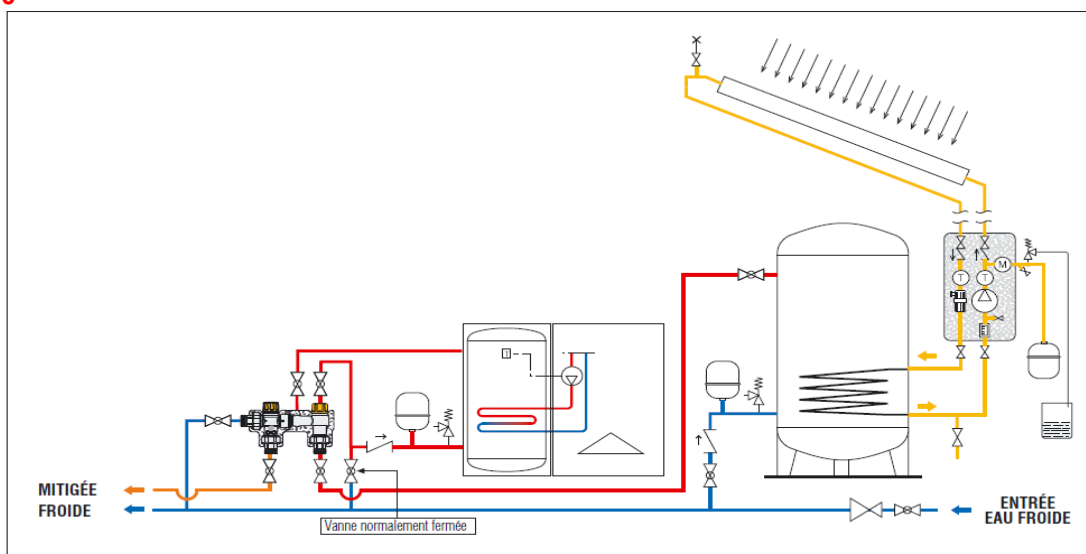 M
T
T
T
MITIGÉE
FROIDE
Vanne normalement fermée
ENTRÉE
EAU FROIDE